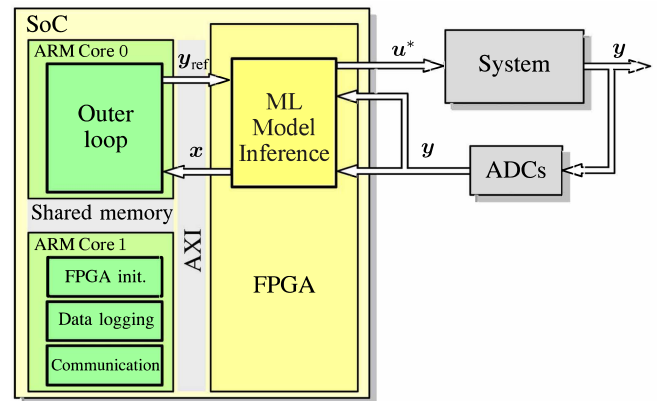 SoC
ARM Core 0
Outer
loop
y_ref
x
ML
Model
Inference
u*
System
y
y
ADCs
Shared memory
AXI
ARM Core 1
FPGA init.
Data logging
Communication
FPGA